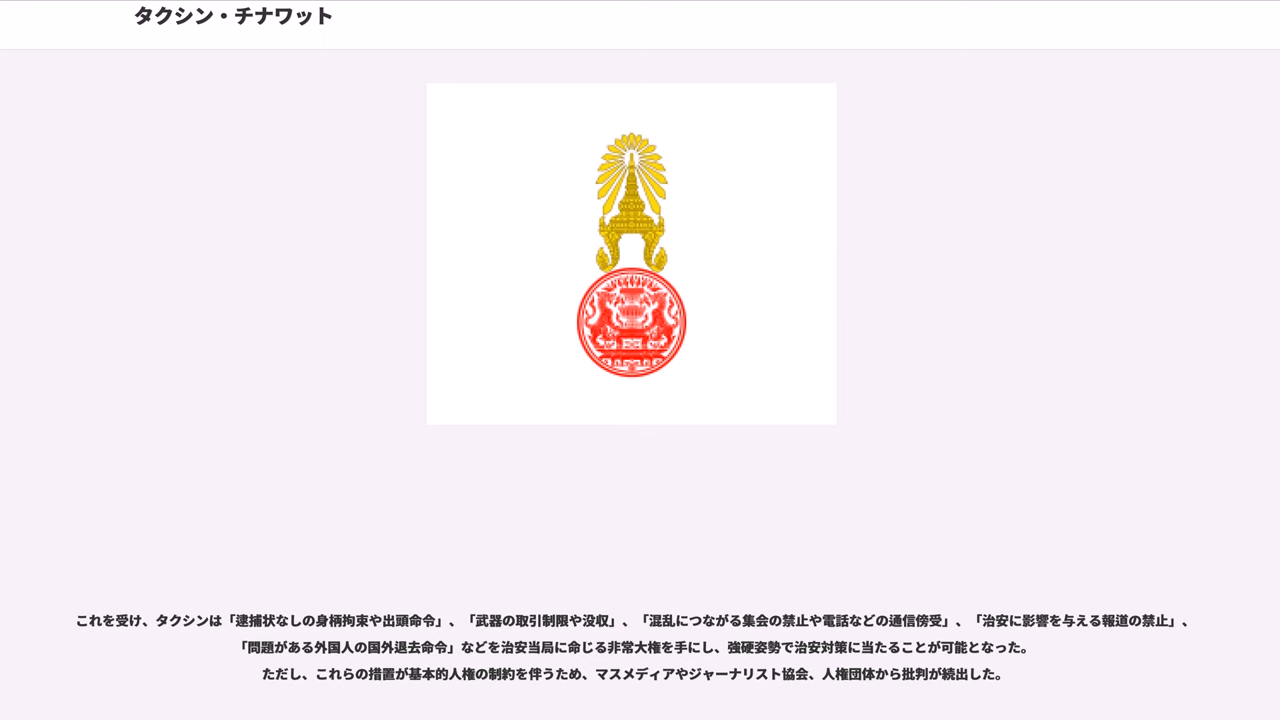 タクシン・チナワット
これを受け、タクシンは「逮捕状なしの身柄拘束や出頭命令」、「武器の取引制限や没収」、「混乱につながる集会の禁止や電話などの通信傍受」、「治安に影響を与える報道の禁止」、
「問題がある外国人の国外退去命令」などを治安当局に命じる非常大権を手にし、強硬姿勢で治安対策に当たることが可能となった。
ただし、これらの措置が基本的人権の制約を伴うため、マスメディアやジャーナリスト協会、人権団体から批判が続出した。